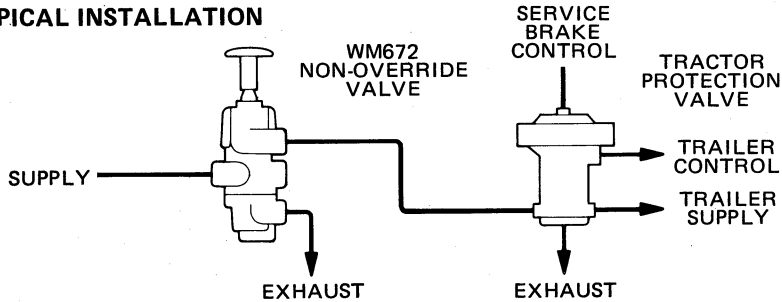 PICAL INSTALLATION
WM672
NON-OVERRIDE
VALVE
SERVICE
BRAKE
CONTROL
TRACTOR
PROTECTION
VALVE
SUPPLY
TRAILER
CONTROL
TRAILER
SUPPLY
EXHAUST
EXHAUST